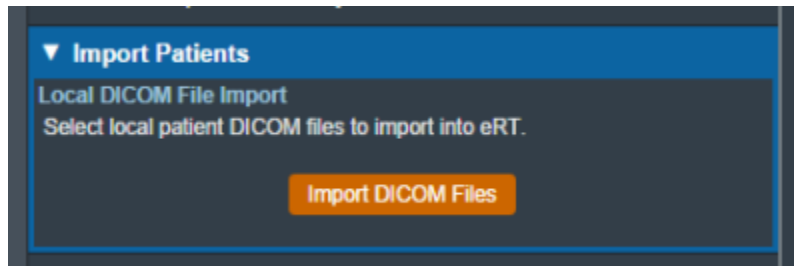 ▼ Import Patients
Local DICOM File Import
Select local patient DICOM files to import into eRT.
Import DICOM Files